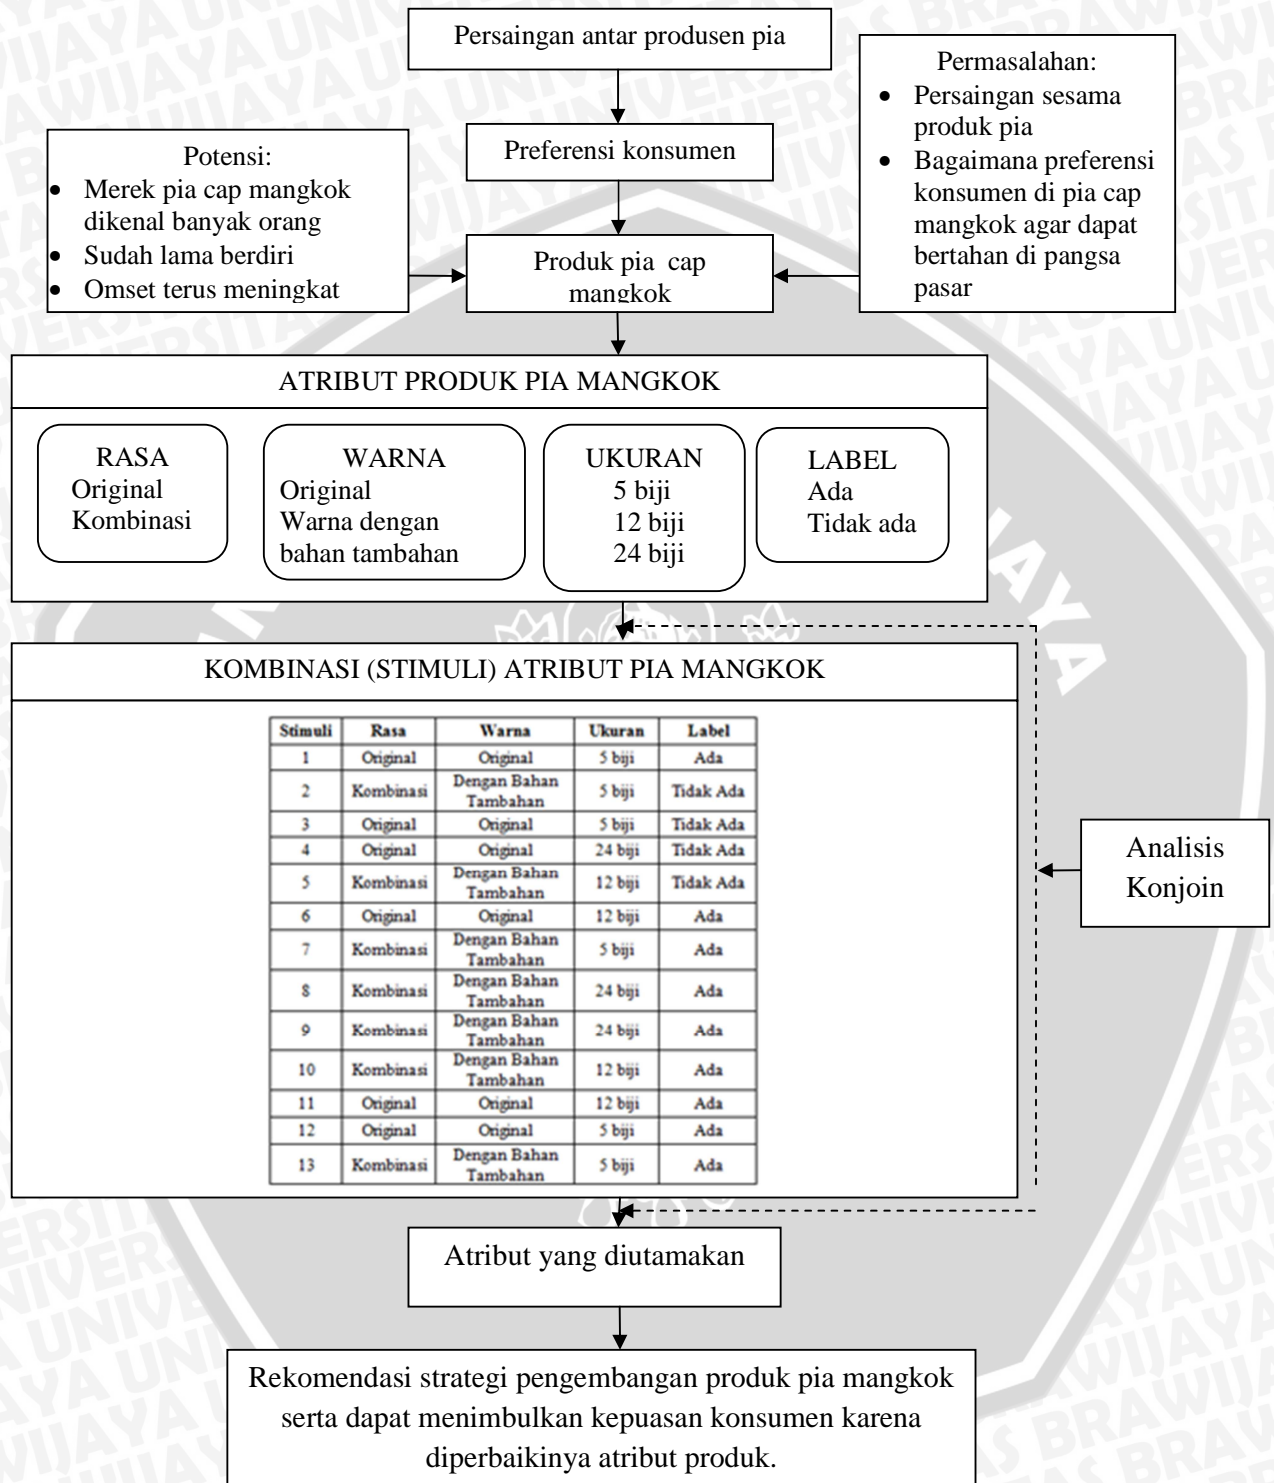 Persaingan antar produsen pia
Preferensi konsumen
Potensi:
• Merek pia cap mangkok
dikenal banyak orang
• Sudah lama berdiri
• Omset terus meningkat
Produk pia cap
mangkok
Permasalahan:
• Persaingan sesama
produk pia
• Bagaimana preferensi
konsumen di pia cap
mangkok agar dapat
bertahan di pangsa
pasar
ATRIBUT PRODUK PIA MANGKOK
RASA
Original
Kombinasi
WARNA
Original
Warna dengan
bahan tambahan
UKURAN
5 biji
12 biji
24 biji
LABEL
Ada
Tidak ada
KOMBINASI (STIMULI) ATRIBUT PIA MANGKOK
Stimuli Rasa Warna Ukuran Label
1 Original Original 5 biji Ada
2 Kombinasi Dengan Bahan Tambahan 5 biji Tidak Ada
3 Original Original 5 biji Tidak Ada
4 Original Original 24 biji Tidak Ada
5 Kombinasi Dengan Bahan Tambahan 12 biji Tidak Ada
6 Original Original 12 biji Ada
7 Kombinasi Dengan Bahan Tambahan 5 biji Ada
8 Kombinasi Dengan Bahan Tambahan 24 biji Ada
9 Kombinasi Dengan Bahan Tambahan 24 biji Ada
10 Kombinasi Dengan Bahan Tambahan 12 biji Ada
11 Original Original 12 biji Ada
12 Original Original 5 biji Ada
13 Kombinasi Dengan Bahan Tambahan 5 biji Ada
Analisis
Konjoin
Atribut yang diutamakan
Rekomendasi strategi pengembangan produk pia mangkok
serta dapat menimbulkan kepuasan konsumen karena
diperbaikinya atribut produk.